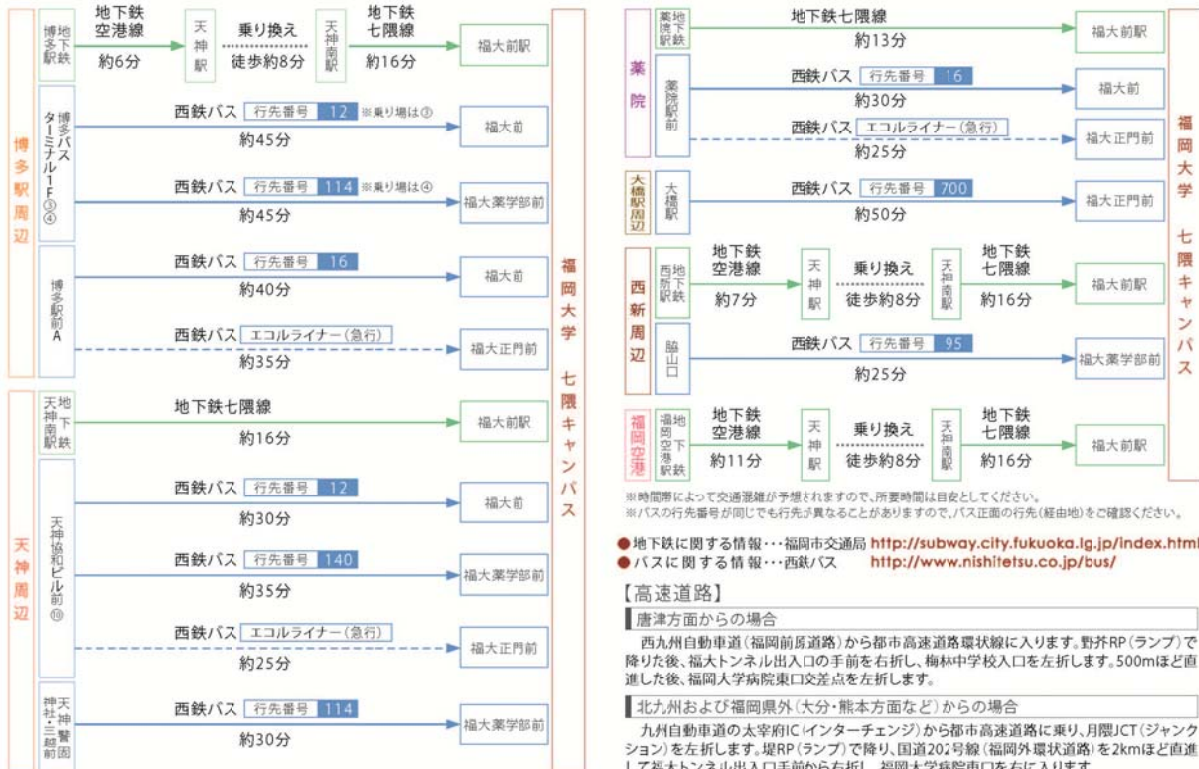 博多駅周辺
地下鉄博多駅
地下鉄空港線
約6分
天神駅
乗り換え
徒歩約8分
天神南駅
地下鉄七隈線
約16分
福大前駅
博多バスターミナル1F③④
西鉄バス 行先番号 12 ※乗り場は③
約45分
福大前
西鉄バス 行先番号 114 ※乗り場は④
約45分
福大薬学部前
博多駅前A
西鉄バス 行先番号 16
約40分
福大前
西鉄バス エコルライナー(急行)
約35分
福大正門前
天神周辺
地下鉄天神南駅
地下鉄七隈線
約16分
福大前駅
天神協和ビル前⑩
西鉄バス 行先番号 12
約30分
福大前
西鉄バス 行先番号 140
約35分
福大薬学部前
西鉄バス エコルライナー(急行)
約25分
福大正門前
天神警固神社・三越前
西鉄バス 行先番号 114
約30分
福大薬学部前
福岡大学 七隈キャンパス
薬院
地下鉄薬院駅
地下鉄七隈線
約13分
福大前駅
薬院駅前
西鉄バス 行先番号 16
約30分
福大前
西鉄バス エコルライナー(急行)
約25分
福大正門前
大橋駅周辺
大橋駅
西鉄バス 行先番号 700
約50分
福大正門前
西新周辺
地下鉄西新駅
地下鉄空港線
約7分
天神駅
乗り換え
徒歩約8分
天神南駅
地下鉄七隈線
約16分
福大前駅
脇山口
西鉄バス 行先番号 95
約25分
福大薬学部前
福岡空港
地下鉄福岡空港駅
地下鉄空港線
約11分
天神駅
乗り換え
徒歩約8分
天神南駅
地下鉄七隈線
約16分
福大前駅
福岡大学 七隈キャンパス
※時間帯によって交通混雑が予想されますので、所要時間は目安としてください。
※バスの行先番号が同じでも行先が異なることがありますので、バス正面の行先(経由地)をご確認ください。
●地下鉄に関する情報・・・福岡市交通局 http://subway.city.fukuoka.lg.jp/index.html
●バスに関する情報・・・西鉄バス http://www.nishitetsu.co.jp/bus/
【高速道路】
唐津方面からの場合
西九州自動車道(福岡前原道路)から都市高速道路環状線に入ります。野芥RP(ランプ)で
降りた後、福大トンネル出入口の手前を右折し、梅林中学校入口を左折します。500mほど直
進した後、福岡大学病院東口交差点を左折します。
北九州および福岡県外(大分・熊本方面など)からの場合
九州自動車道の太宰府IC(インターチェンジ)から都市高速道路に乗り、月隈JCT(ジャンク
ション)を左折します。堤RP(ランプ)で降り、国道202号線(福岡外環状道路)を2kmほど直進
して福大トンネル出入口手前から右折し、福岡大学病院東口を右に入ります。